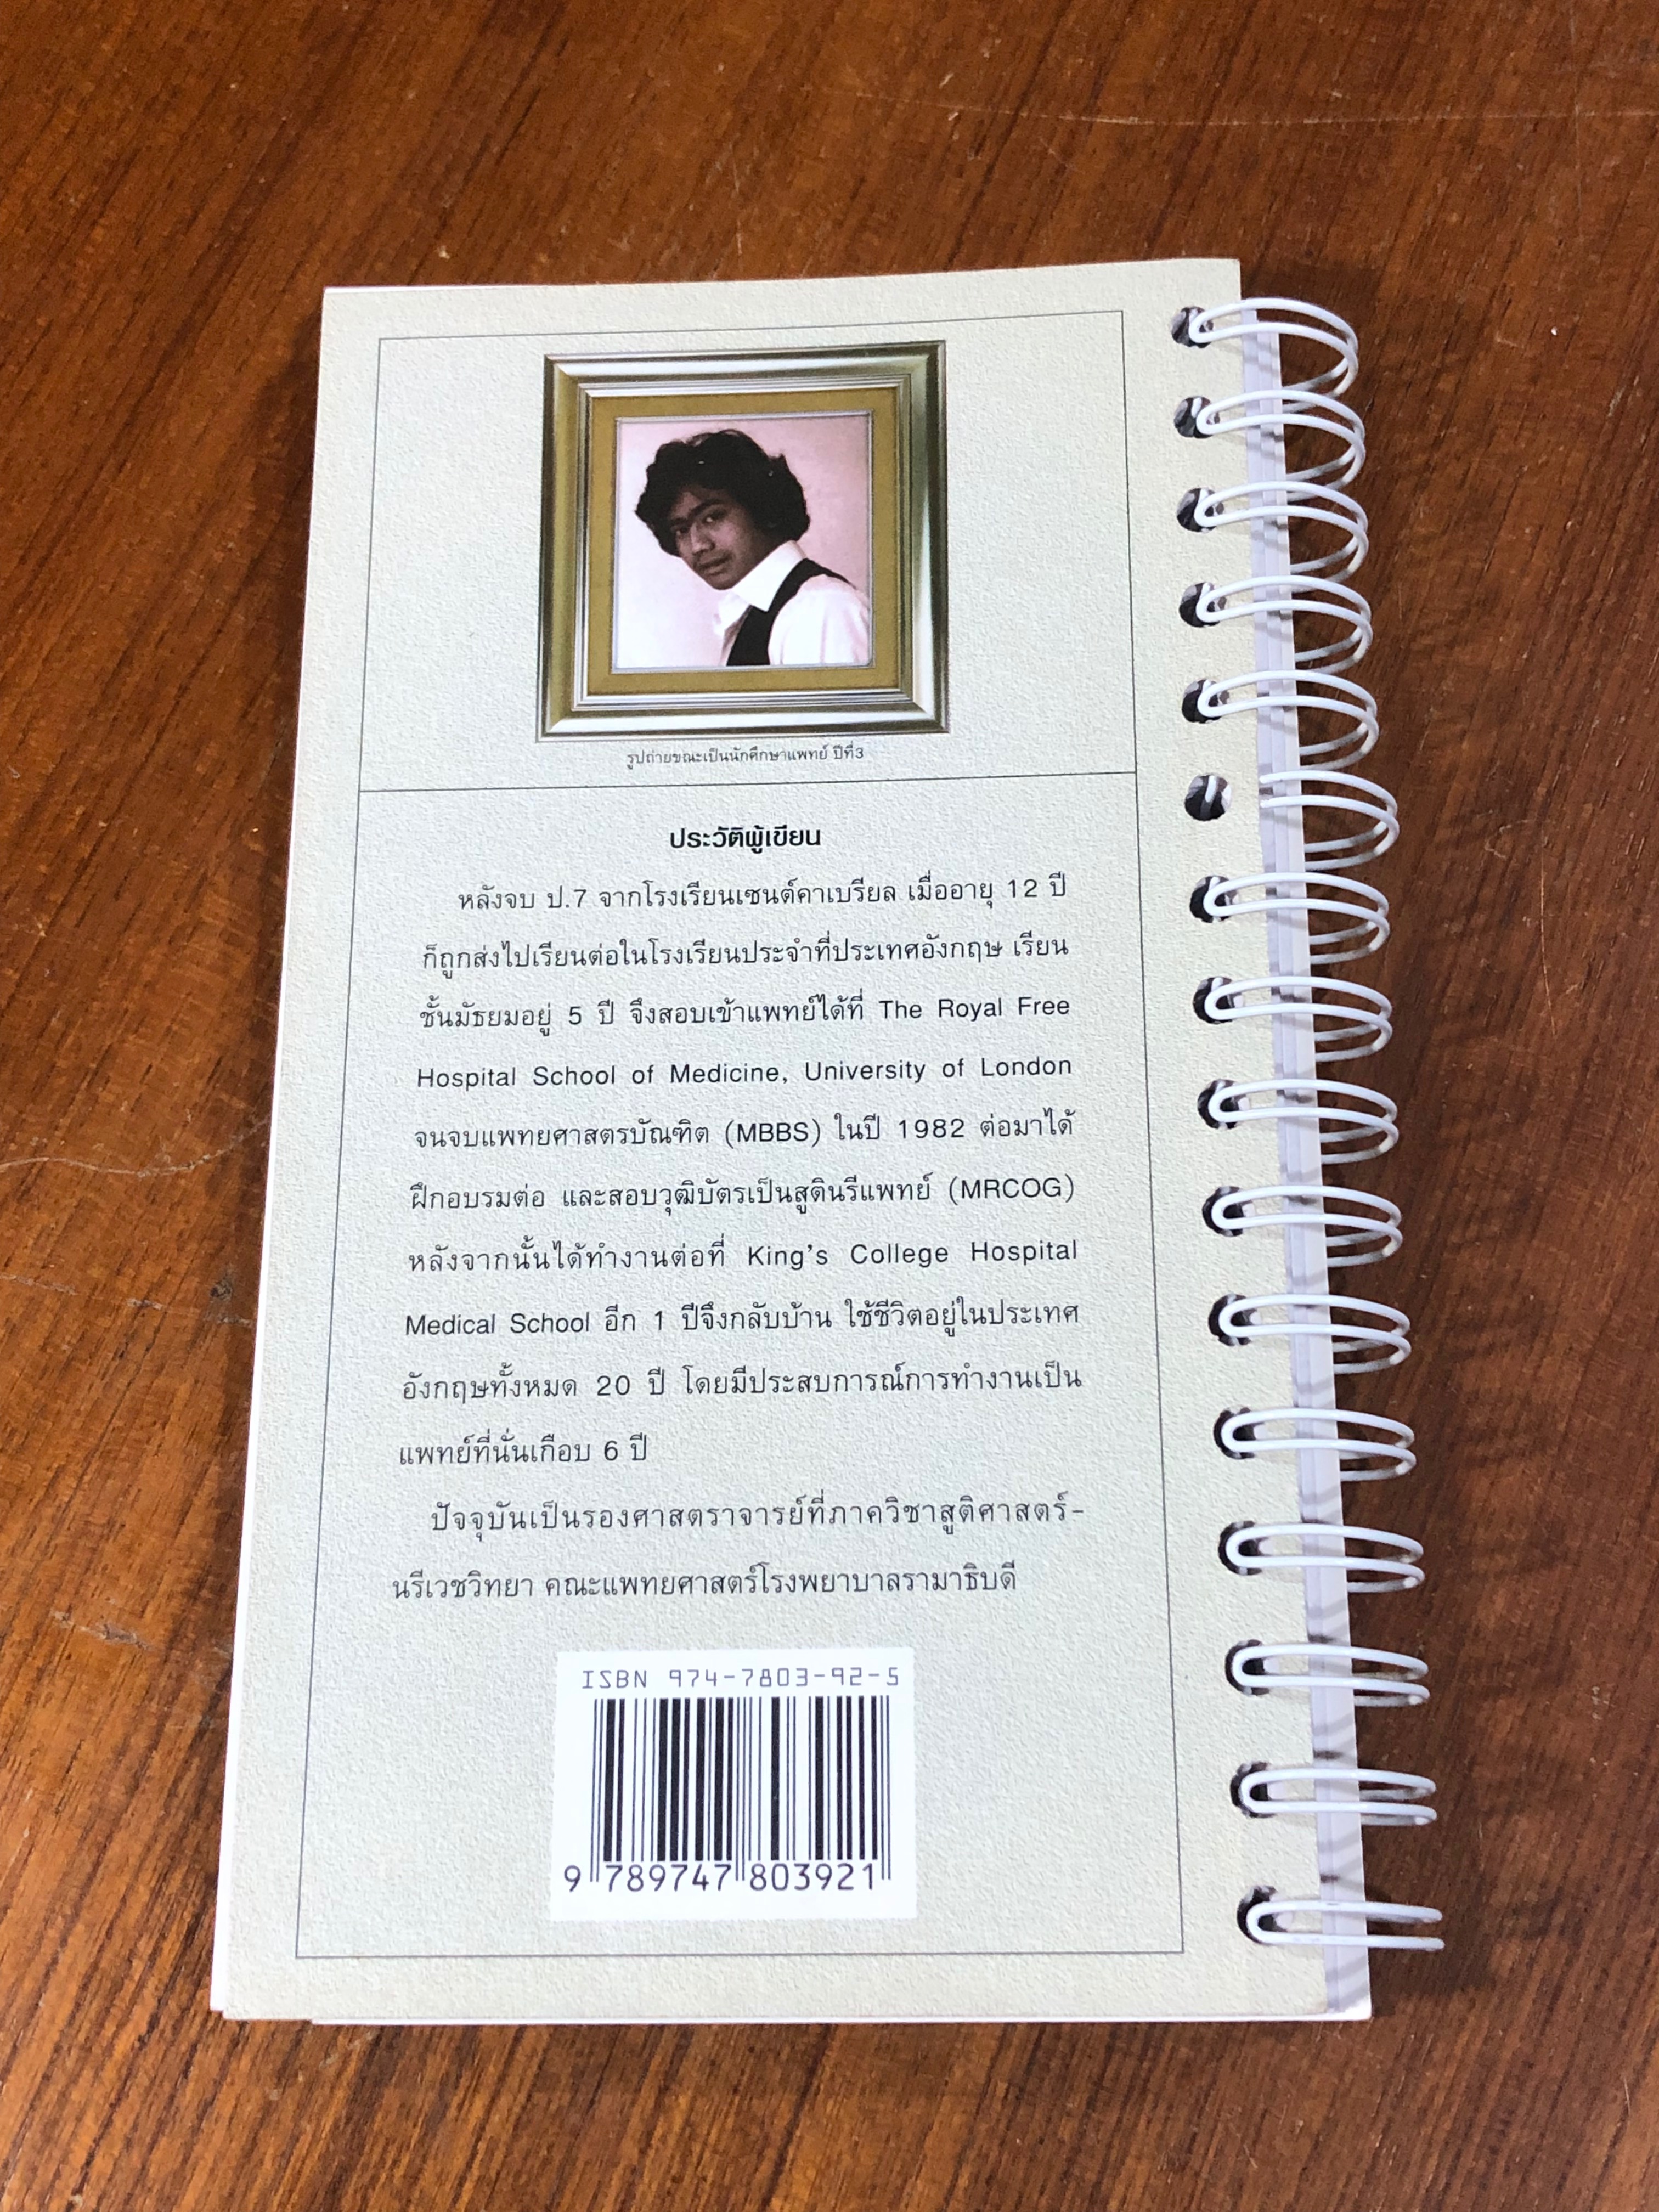 รูปถ่ายขณะเป็นนักศึกษาแพทย์ ปีที่3
ประวัติผู้เขียน
หลังจบ ป.7 จากโรงเรียนเซนต์คาเบรียล เมื่ออายุ 12 ปี
ก็ถูกส่งไปเรียนต่อในโรงเรียนประจำที่ประเทศอังกฤษ เรียน
ชั้นมัธยมอยู่ 5 ปี จึงสอบเข้าแพทย์ได้ที่ The Royal Free
Hospital School of Medicine, University of London
จนจบแพทยศาสตรบัณฑิต (MBBS) ในปี 1982 ต่อมาได้
ฝึกอบรมต่อ และสอบวุฒิบัตรเป็นสูตินรีแพทย์ (MRCOG)
หลังจากนั้นได้ทำงานต่อที่ King's College Hospital
Medical School อีก 1 ปีจึงกลับบ้าน ใช้ชีวิตอยู่ในประเทศ
อังกฤษทั้งหมด 20 ปี โดยมีประสบการณ์การทำงานเป็น
แพทย์ที่นั่นเกือบ 6 ปี
ปัจจุบันเป็นรองศาสตราจารย์ที่ภาควิชาสูติศาสตร์-
นรีเวชวิทยา คณะแพทยศาสตร์โรงพยาบาลรามาธิบดี
ISBN 974-7803-92-5
9 789747 803921